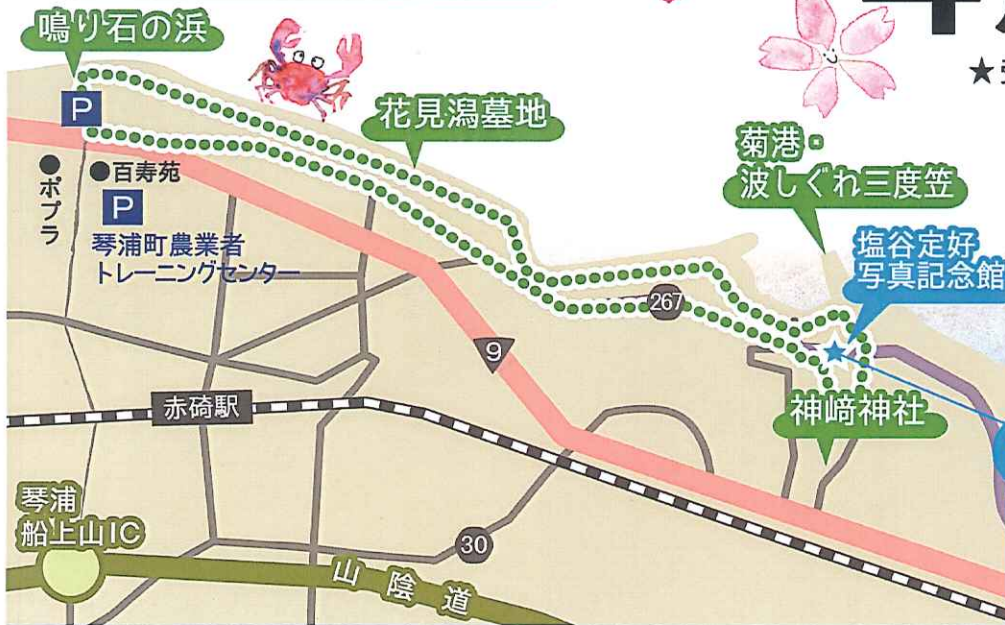 鳴り石の浜
P
花見潟墓地
菊港・
波しぐれ三度笠
ポプラ
百寿苑
P
琴浦町農業者
トレーニングセンター
塩谷定好
写真記念館
267
9
赤碕駅
神﨑神社
琴浦
船上山IC
30
山陰道